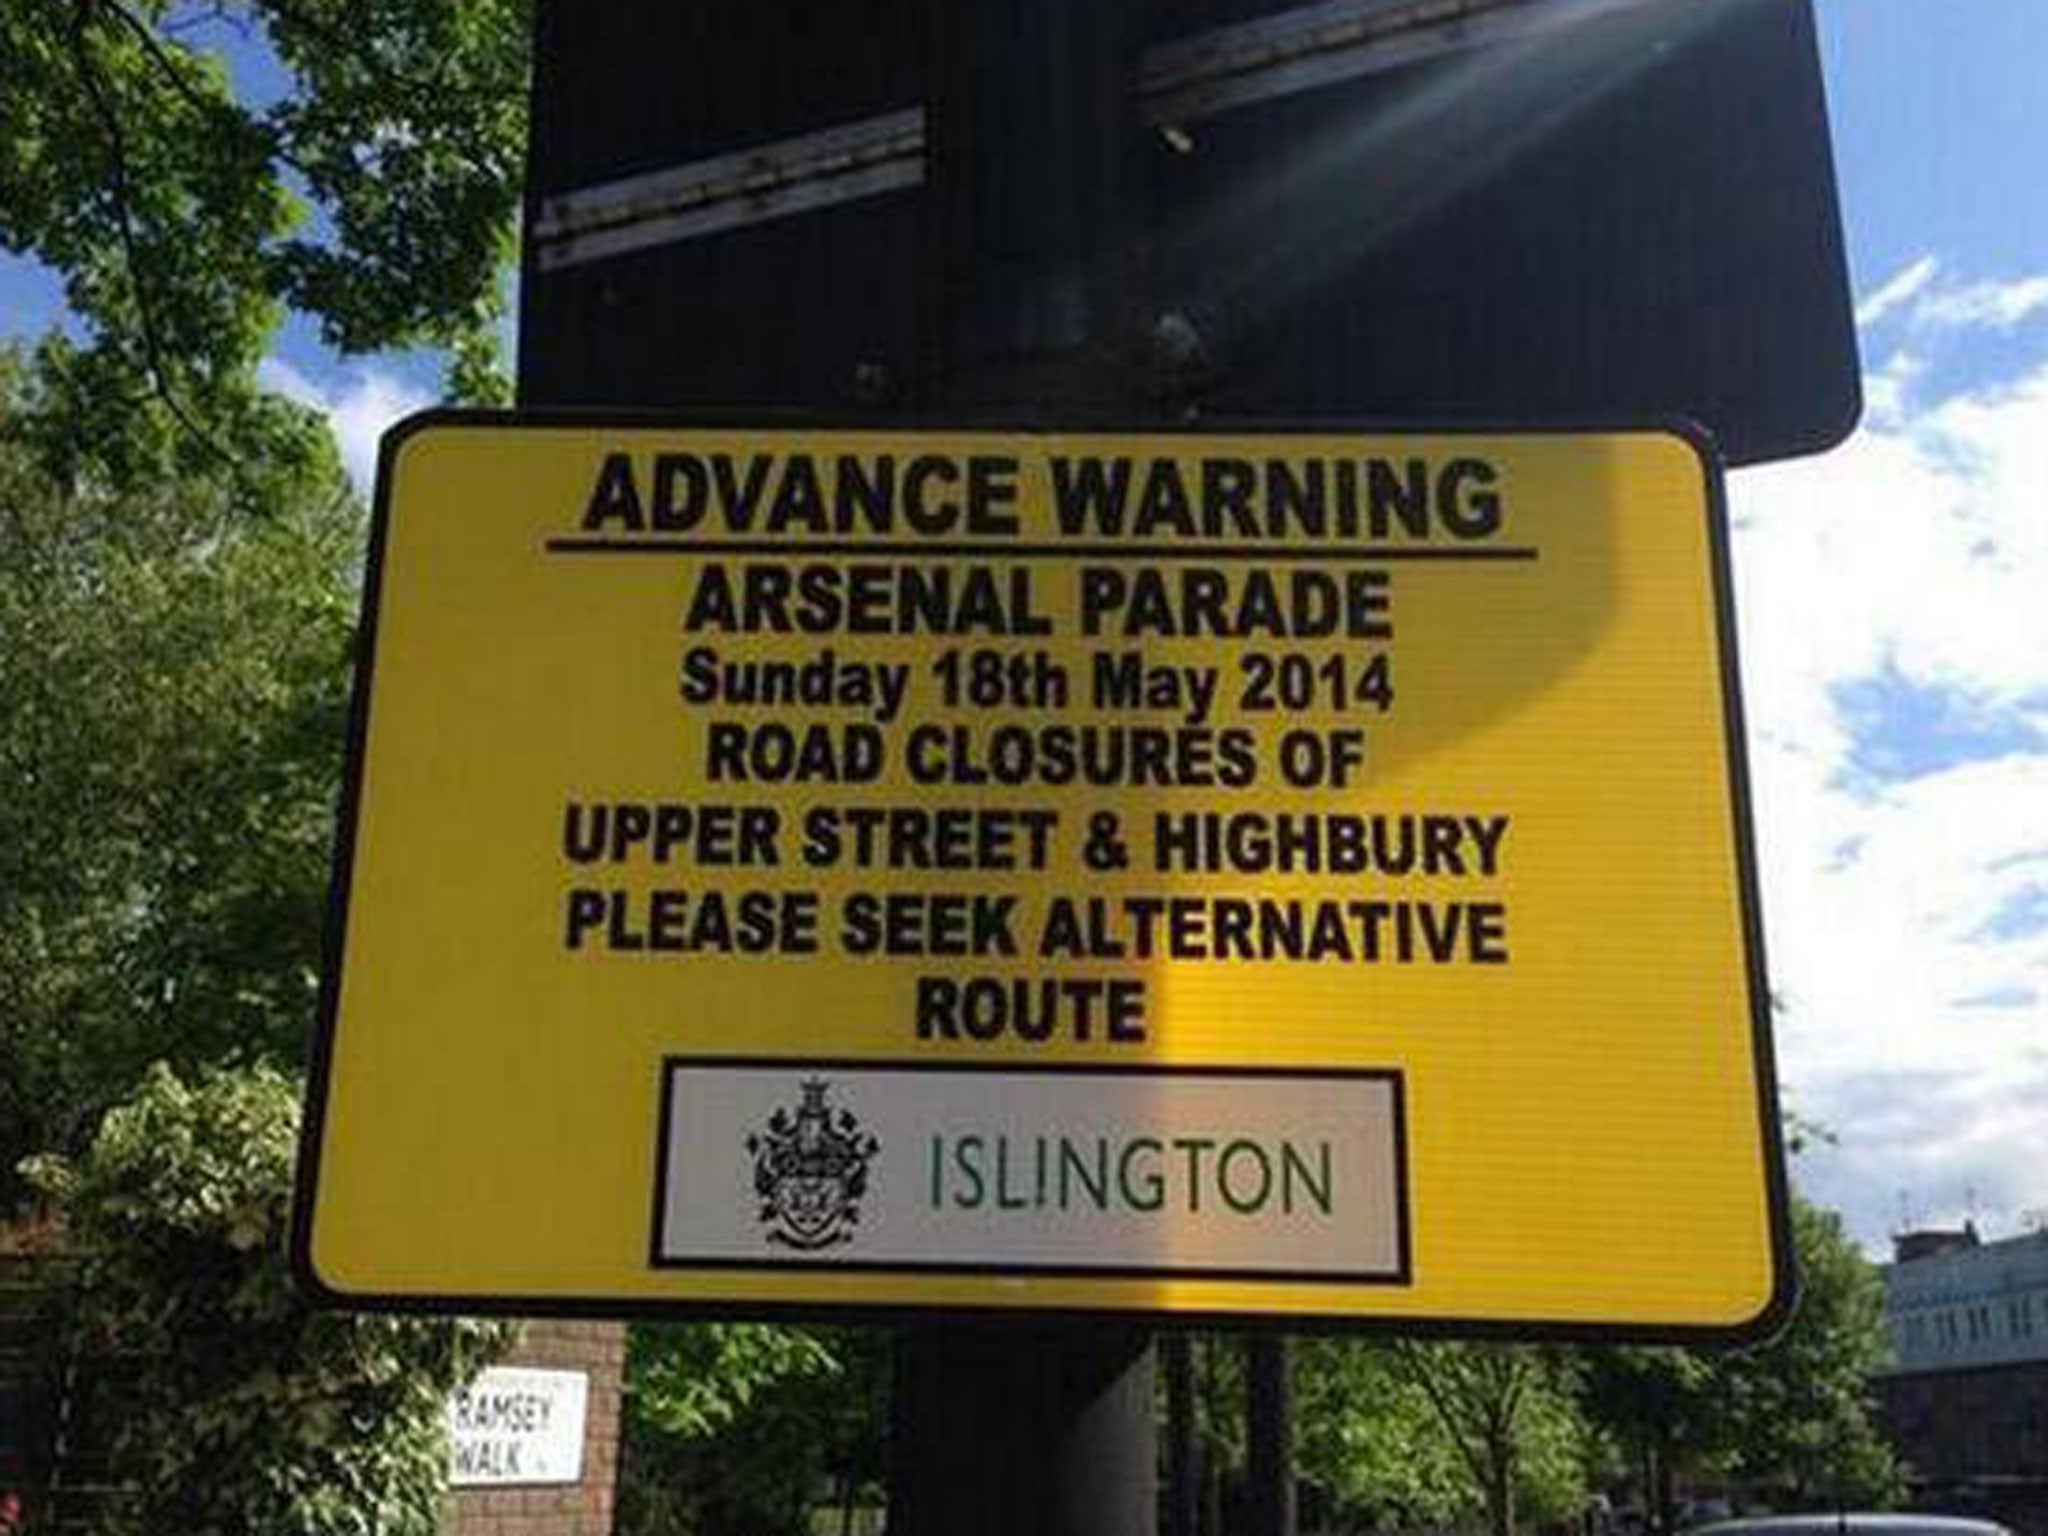 ADVANCE WARNING
ARSENAL PARADE
Sunday 18th May 2014
ROAD CLOSURES OF
UPPER STREET & HIGHBURY
PLEASE SEEK ALTERNATIVE
ROUTE
ISLINGTON
RAMSEY
WALK